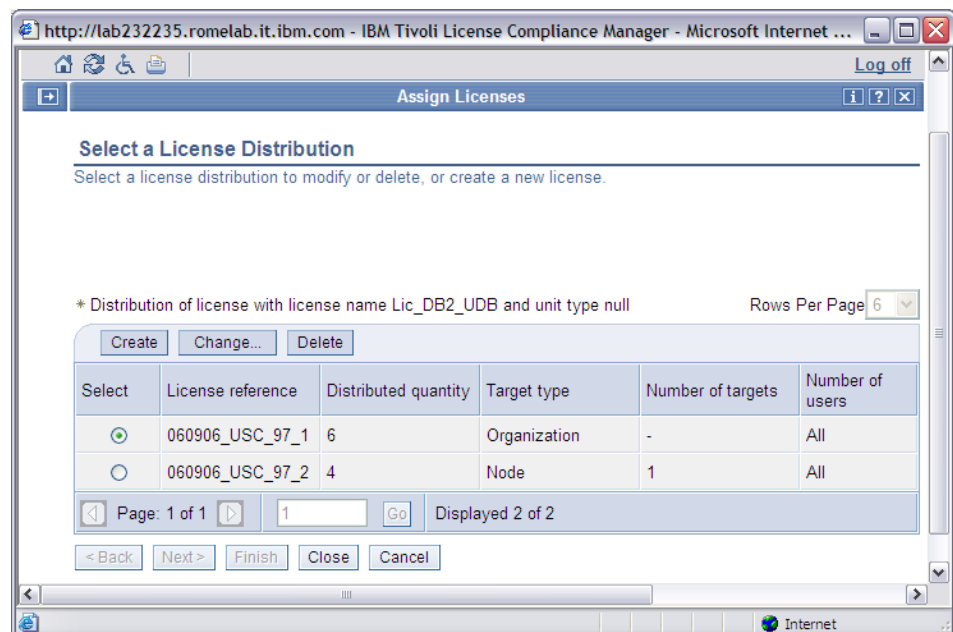 http://lab232235.romelab.it.ibm.com - IBM Tivoli License Compliance Manager - Microsoft Internet ...
Log off
Assign Licenses
i ? x
Select a License Distribution
Select a license distribution to modify or delete, or create a new license.
* Distribution of license with license name Lic_DB2_UDB and unit type null Rows Per Page 6
Create Change... Delete
Select License reference Distributed quantity Target type Number of targets Number of users
060906_USC_97_1 6 Organization - All
060906_USC_97_2 4 Node 1 All
Page: 1 of 1 1 Go Displayed 2 of 2
< Back Next > Finish Close Cancel
Internet